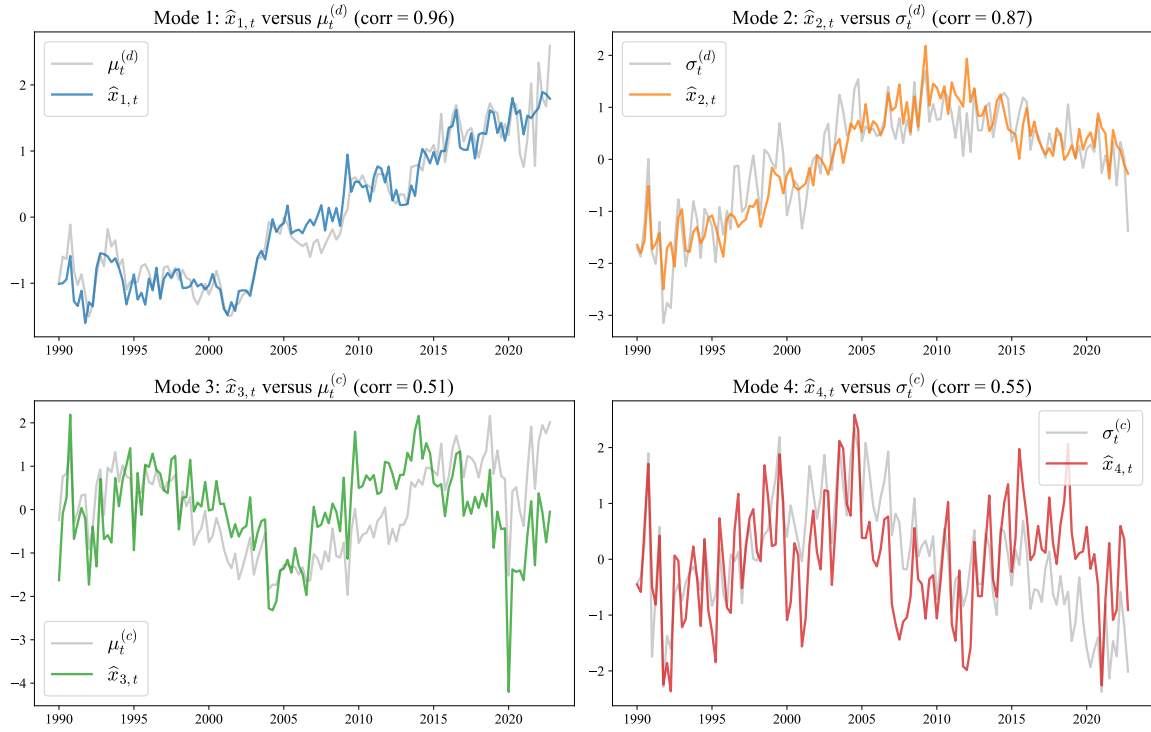 Mode 1: x̂₁,ₜ versus μₜ⁽ᵈ⁾ (corr = 0.96)
μₜ⁽ᵈ⁾
x̂₁,ₜ
2
1
0
−1
1990 1995 2000 2005 2010 2015 2020
Mode 2: x̂₂,ₜ versus σₜ⁽ᵈ⁾ (corr = 0.87)
σₜ⁽ᵈ⁾
x̂₂,ₜ
2
1
0
−1
−2
−3
1990 1995 2000 2005 2010 2015 2020
Mode 3: x̂₃,ₜ versus μₜ⁽ᶜ⁾ (corr = 0.51)
2
1
0
−1
−2
−3
−4
μₜ⁽ᶜ⁾
x̂₃,ₜ
1990 1995 2000 2005 2010 2015 2020
Mode 4: x̂₄,ₜ versus σₜ⁽ᶜ⁾ (corr = 0.55)
σₜ⁽ᶜ⁾
x̂₄,ₜ
2
1
0
−1
−2
1990 1995 2000 2005 2010 2015 2020